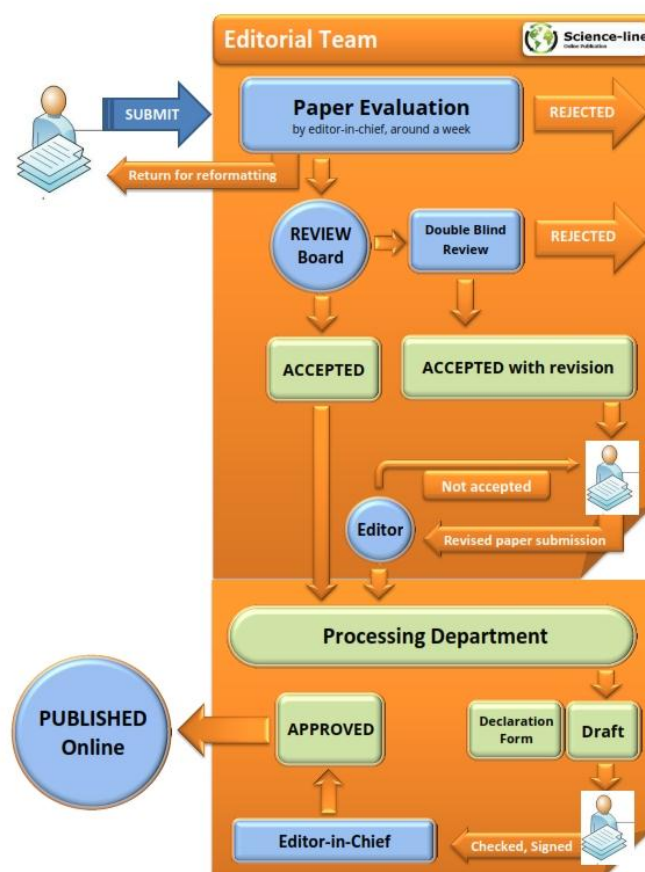 Editorial Team
Science-line
Online Publication
SUBMIT
Paper Evaluation
by editor-in-chief, around a week
REJECTED
Return for reformatting
REVIEW
Board
Double Blind
Review
REJECTED
ACCEPTED
ACCEPTED with revision
Not accepted
Editor
Revised paper submission
Processing Department
PUBLISHED
Online
APPROVED
Declaration
Form
Draft
Editor-in-Chief
Checked, Signed